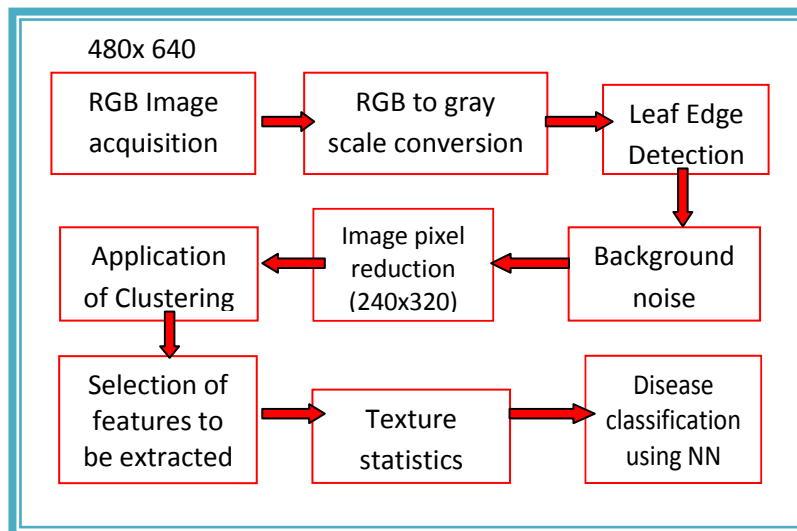 480x 640
RGB Image
acquisition
RGB to gray
scale conversion
Leaf Edge
Detection
Background
noise
Image pixel
reduction
(240x320)
Application
of Clustering
Selection of
features to
be extracted
Texture
statistics
Disease
classification
using NN